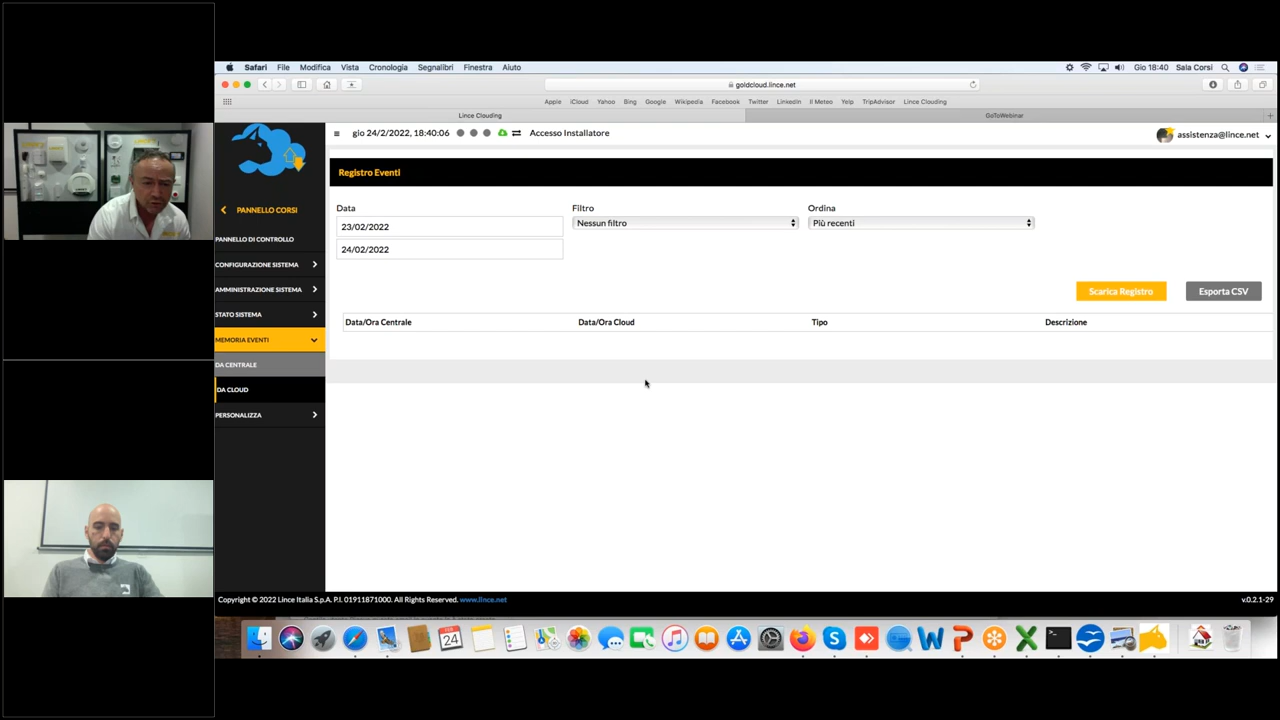 Safari File Modifica Vista Cronologia Segnalibri Finestra Aiuto
Gio 18:40 Sala Corsi
goldcloud.lince.net
Apple iCloud Yahoo Bing Google Wikipedia Facebook Twitter LinkedIn Il Meteo Yelp TripAdvisor Lince Clouding
Lince Clouding
GoToWebinar
gio 24/2/2022, 18:40:06
Accesso Installatore
assistenza@lince.net
PANNELLO CORSI
PANNELLO DI CONTROLLO
CONFIGURAZIONE SISTEMA
AMMINISTRAZIONE SISTEMA
STATO SISTEMA
MEMORIA EVENTI
DA CENTRALE
DA CLOUD
PERSONALIZZA
Registro Eventi
Data
23/02/2022
24/02/2022
Filtro
Nessun filtro
Ordina
Più recenti
Scarica Registro
Esporta CSV
Data/Ora Centrale
Data/Ora Cloud
Tipo
Descrizione
Copyright © 2022 Lince Italia S.p.A. P.I. 01911871000. All Rights Reserved. www.lince.net
v.0.2.1-29
24